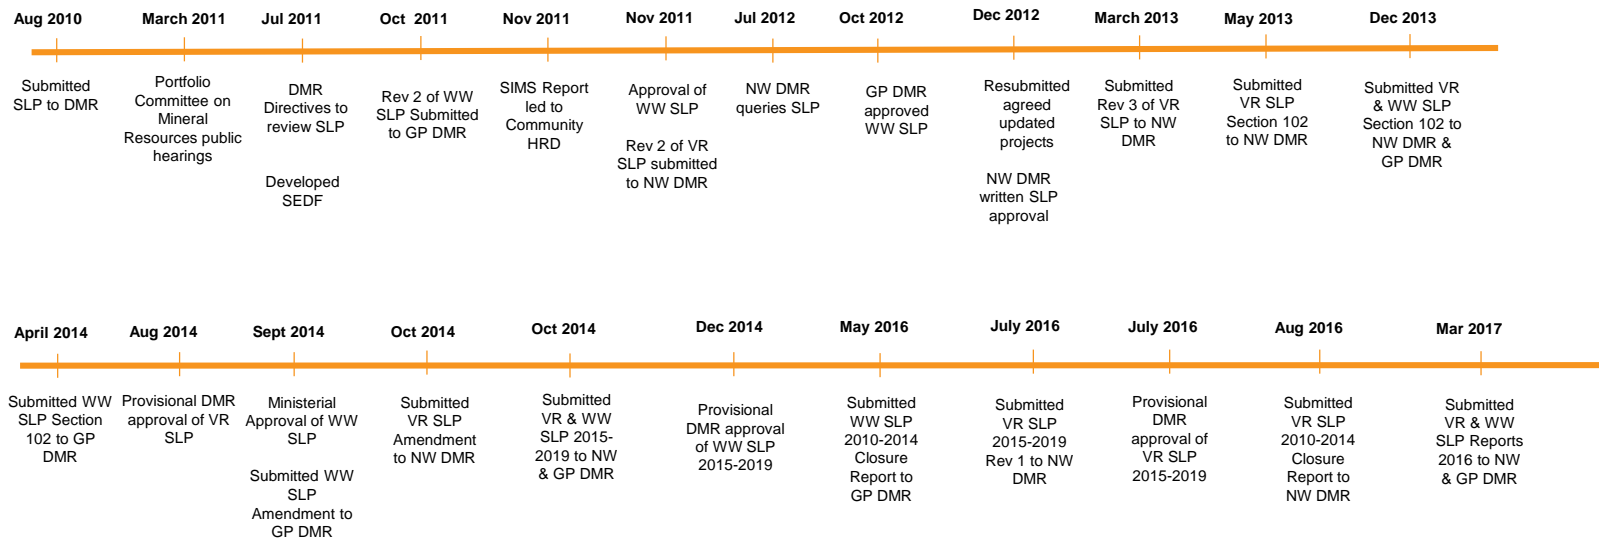 Aug 2010
March 2011
Jul 2011
Oct 2011
Nov 2011
Nov 2011
Jul 2012
Oct 2012
Dec 2012
March 2013
May 2013
Dec 2013
Submitted
SLP to DMR
Portfolio
Committee on
Mineral
Resources public
hearings
DMR
Directives to
review SLP
Developed
SEDF
Rev 2 of WW
SLP Submitted
to GP DMR
SIMS Report
led to
Community
HRD
Approval of
WW SLP
Rev 2 of VR
SLP submitted
to NW DMR
NW DMR
queries SLP
GP DMR
approved
WW SLP
Resubmitted
agreed
updated
projects
NW DMR
written SLP
approval
Submitted
Rev 3 of VR
SLP to NW
DMR
Submitted
VR SLP
Section 102
to NW DMR
Submitted VR
& WW SLP
Section 102 to
NW DMR &
GP DMR
April 2014
Aug 2014
Sept 2014
Oct 2014
Oct 2014
Dec 2014
May 2016
July 2016
July 2016
Aug 2016
Mar 2017
Submitted WW
SLP Section
102 to GP
DMR
Provisional DMR
approval of VR
SLP
Ministerial
Approval of WW
SLP
Submitted WW
SLP
Amendment to
GP DMR
Submitted
VR SLP
Amendment
to NW DMR
Submitted
VR & WW
SLP 2015-
2019 to NW
& GP DMR
Provisional
DMR approval
of WW SLP
2015-2019
Submitted
WW SLP
2010-2014
Closure
Report to
GP DMR
Submitted
VR SLP
2015-2019
Rev 1 to NW
DMR
Provisional
DMR
approval of
VR SLP
2015-2019
Submitted
VR SLP
2010-2014
Closure
Report to
NW DMR
Submitted
VR & WW
SLP Reports
2016 to NW
& GP DMR